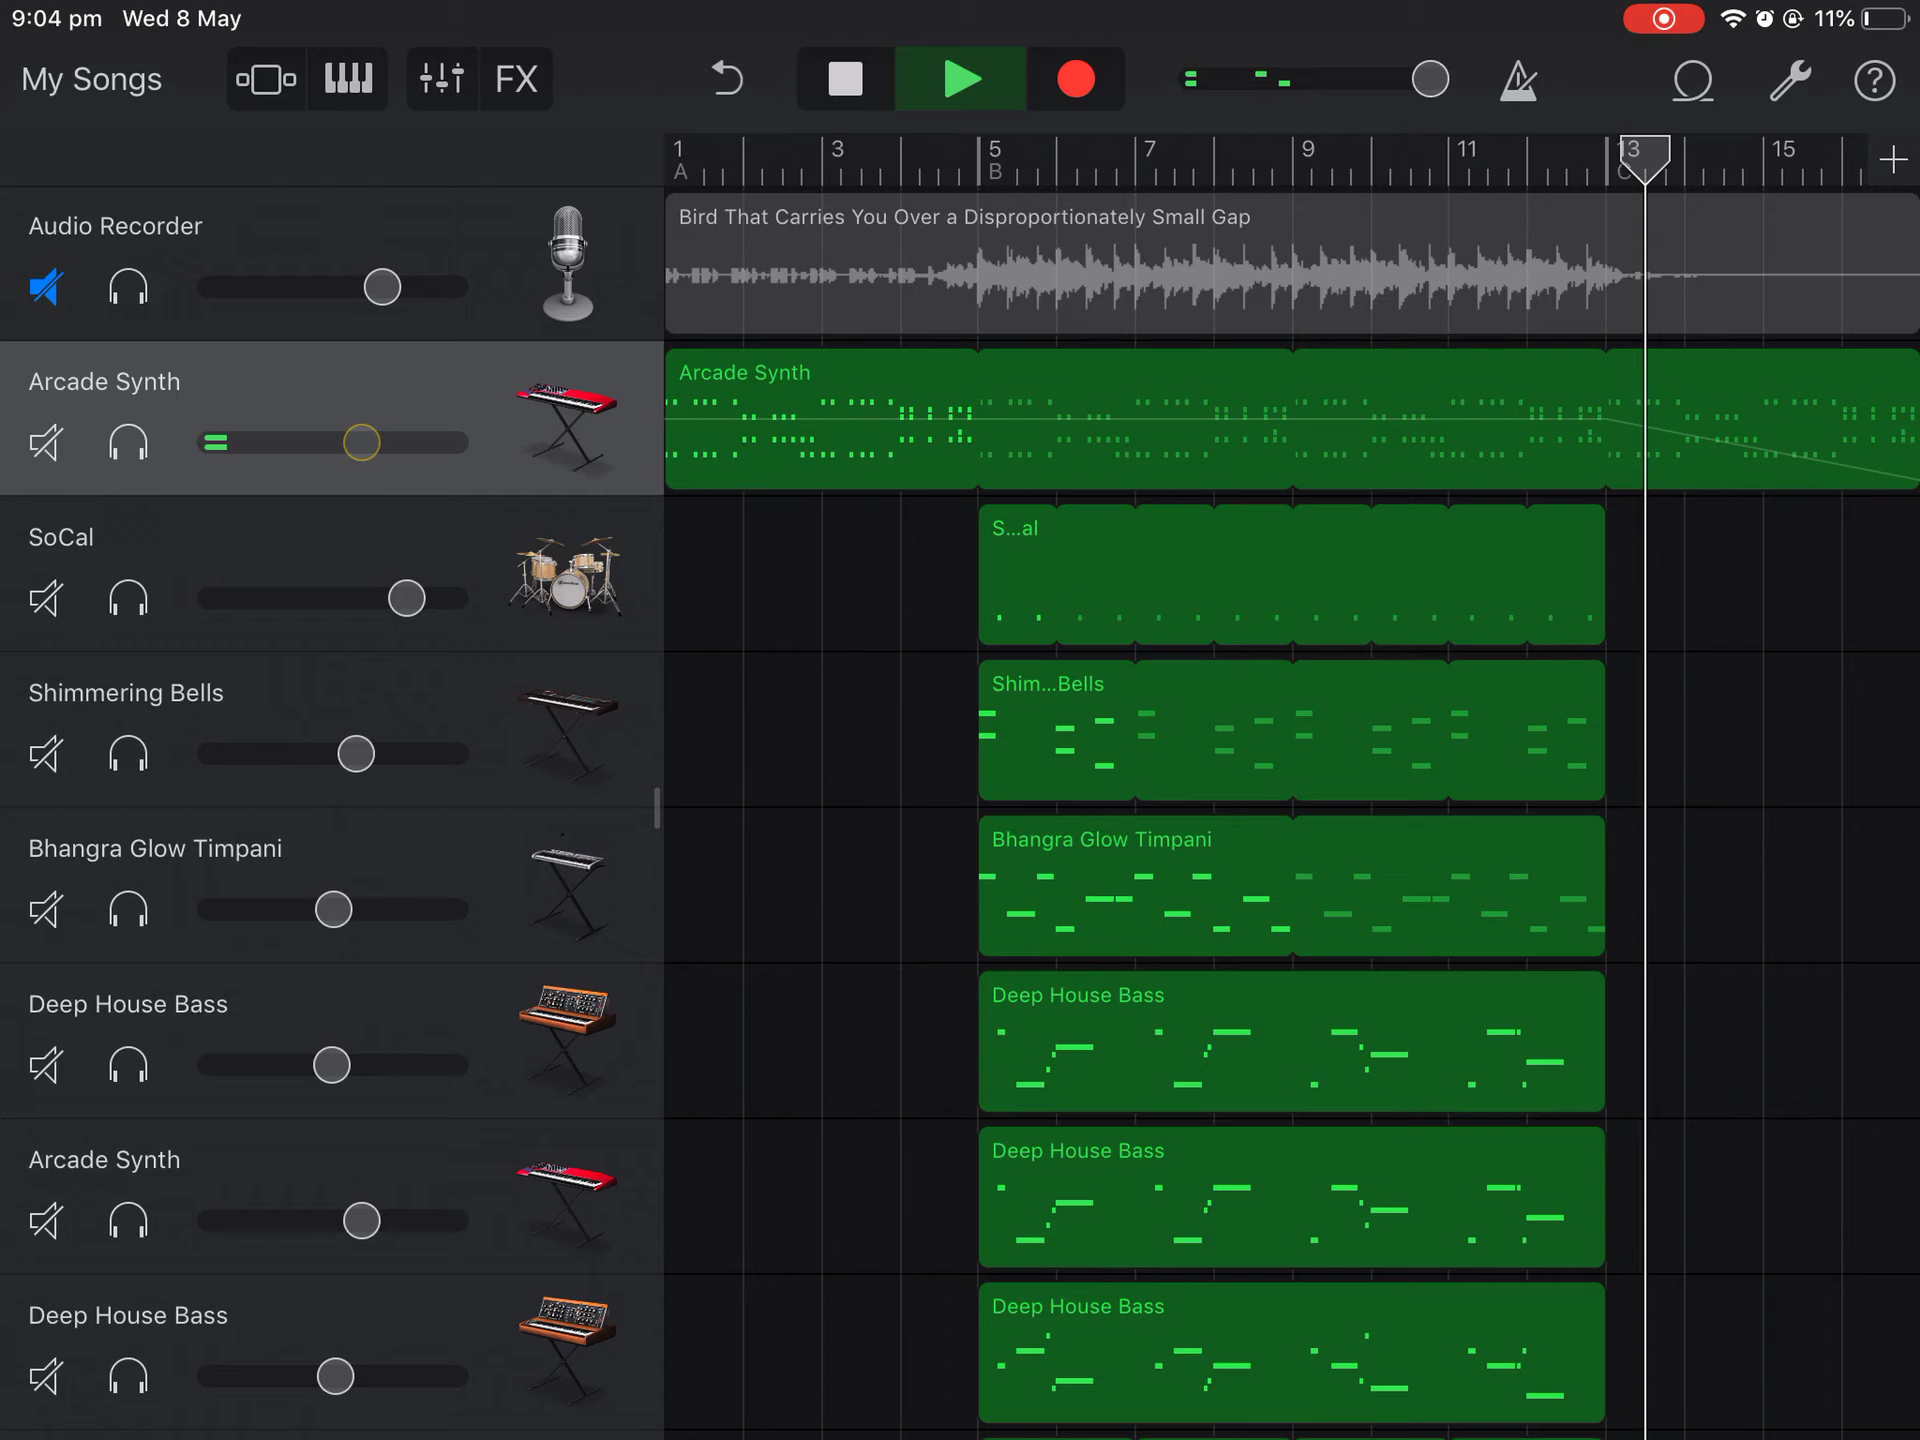 9:04 pm Wed 8 May
11%
My Songs
FX
1 3 5 7 9 11 13 15
A B C
Audio Recorder
Bird That Carries You Over a Disproportionately Small Gap
Arcade Synth
Arcade Synth
SoCal
S...al
Shimmering Bells
Shim...Bells
Bhangra Glow Timpani
Bhangra Glow Timpani
Deep House Bass
Deep House Bass
Arcade Synth
Deep House Bass
Deep House Bass
Deep House Bass